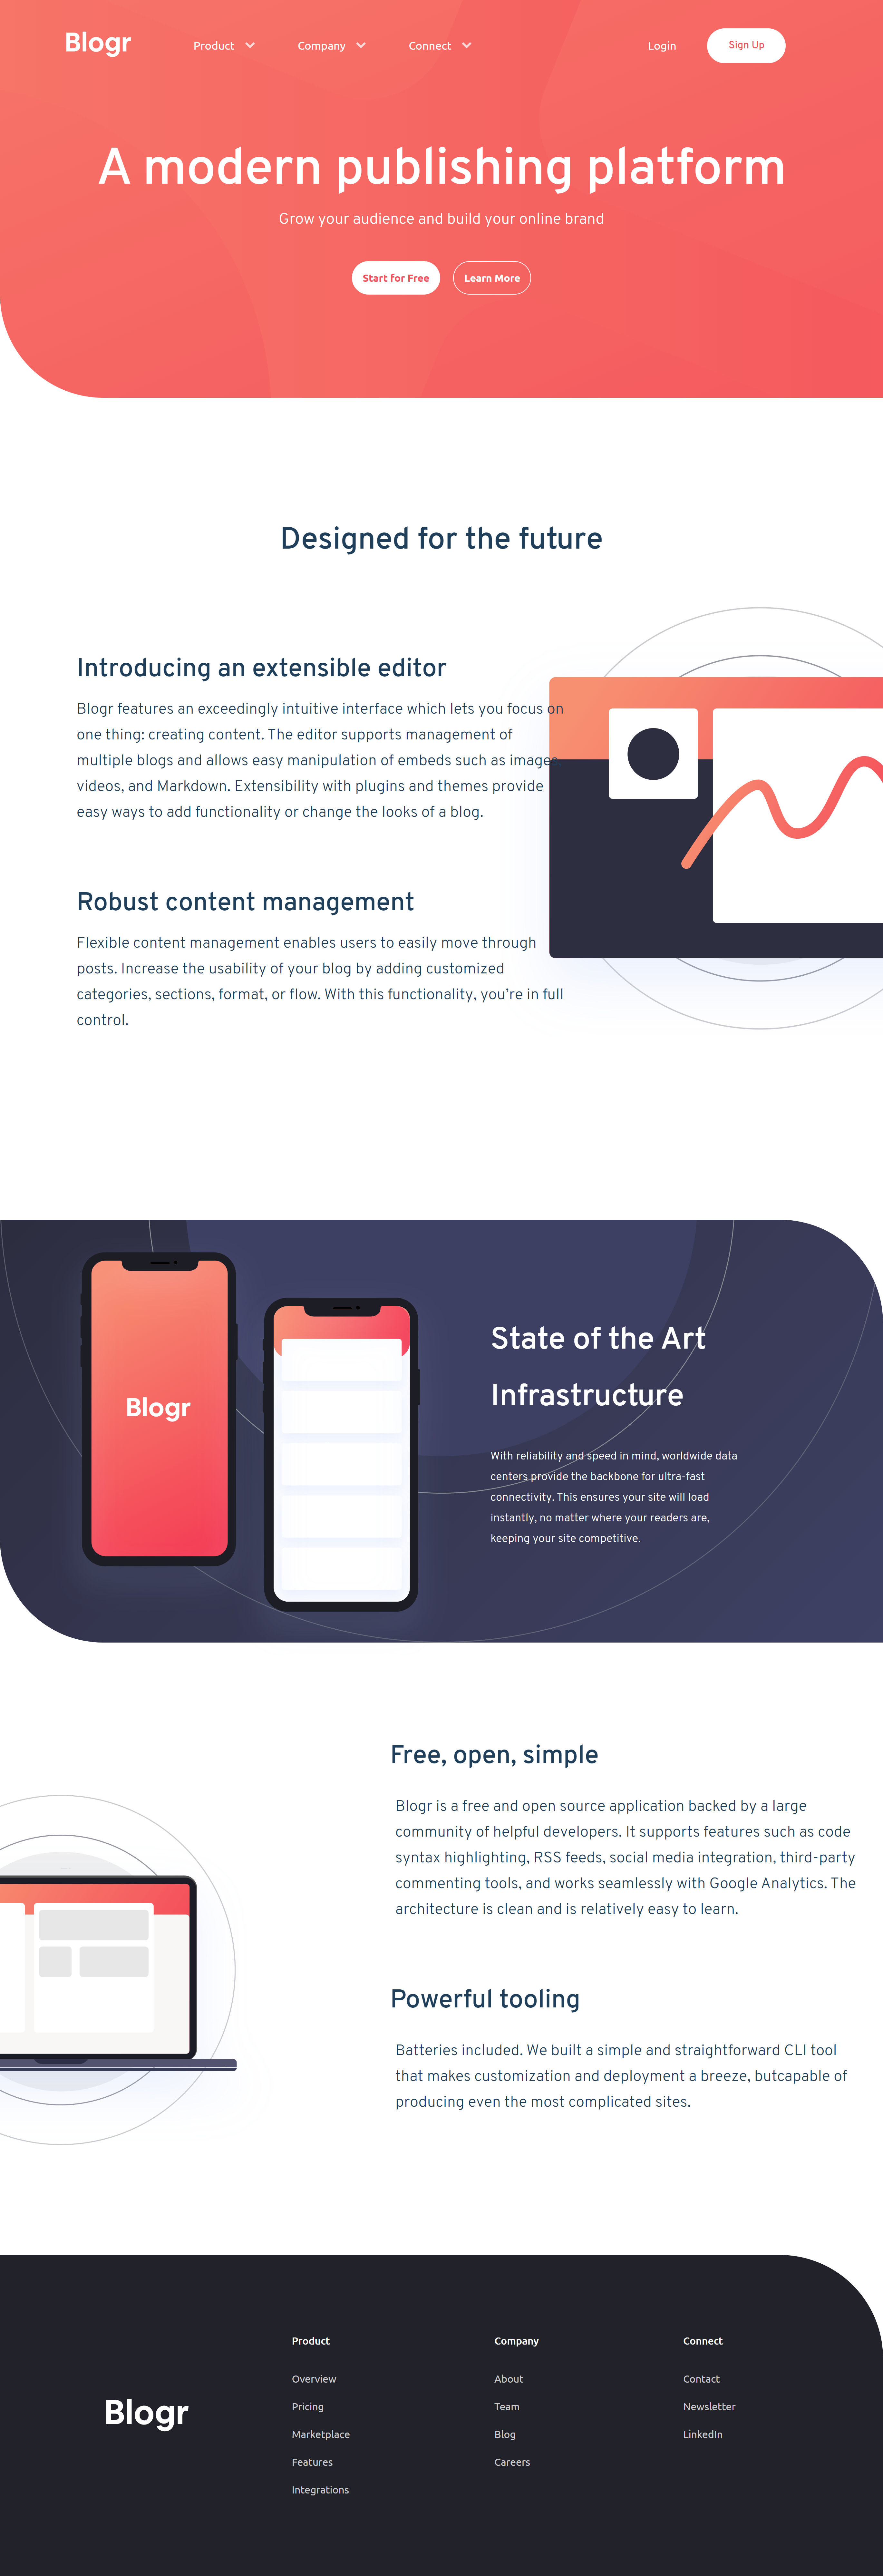 Blogr
Product
Company
Connect
Login
Sign Up
A modern publishing platform
Grow your audience and build your online brand
Start for Free
Learn More
Designed for the future
Introducing an extensible editor
Blogr features an exceedingly intuitive interface which lets you focus on
one thing: creating content. The editor supports management of
multiple blogs and allows easy manipulation of embeds such as images,
videos, and Markdown. Extensibility with plugins and themes provide
easy ways to add functionality or change the looks of a blog.
Robust content management
Flexible content management enables users to easily move through
posts. Increase the usability of your blog by adding customized
categories, sections, format, or flow. With this functionality, you’re in full
control.
Blogr
State of the Art
Infrastructure
With reliability and speed in mind, worldwide data
centers provide the backbone for ultra-fast
connectivity. This ensures your site will load
instantly, no matter where your readers are,
keeping your site competitive.
Free, open, simple
Blogr is a free and open source application backed by a large
community of helpful developers. It supports features such as code
syntax highlighting, RSS feeds, social media integration, third-party
commenting tools, and works seamlessly with Google Analytics. The
architecture is clean and is relatively easy to learn.
Powerful tooling
Batteries included. We built a simple and straightforward CLI tool
that makes customization and deployment a breeze, butcapable of
producing even the most complicated sites.
Blogr
Product
Overview
Pricing
Marketplace
Features
Integrations
Company
About
Team
Blog
Careers
Connect
Contact
Newsletter
LinkedIn